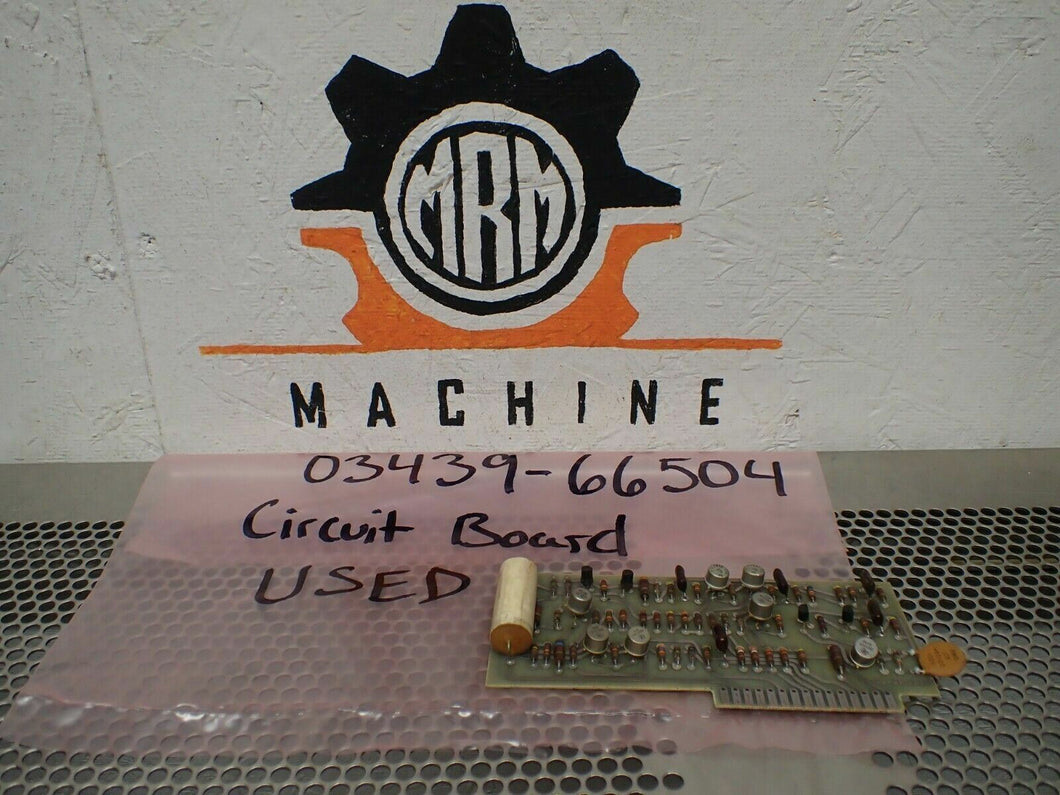 MRM
MACHINE
03439-66504
Circuit Board
USED